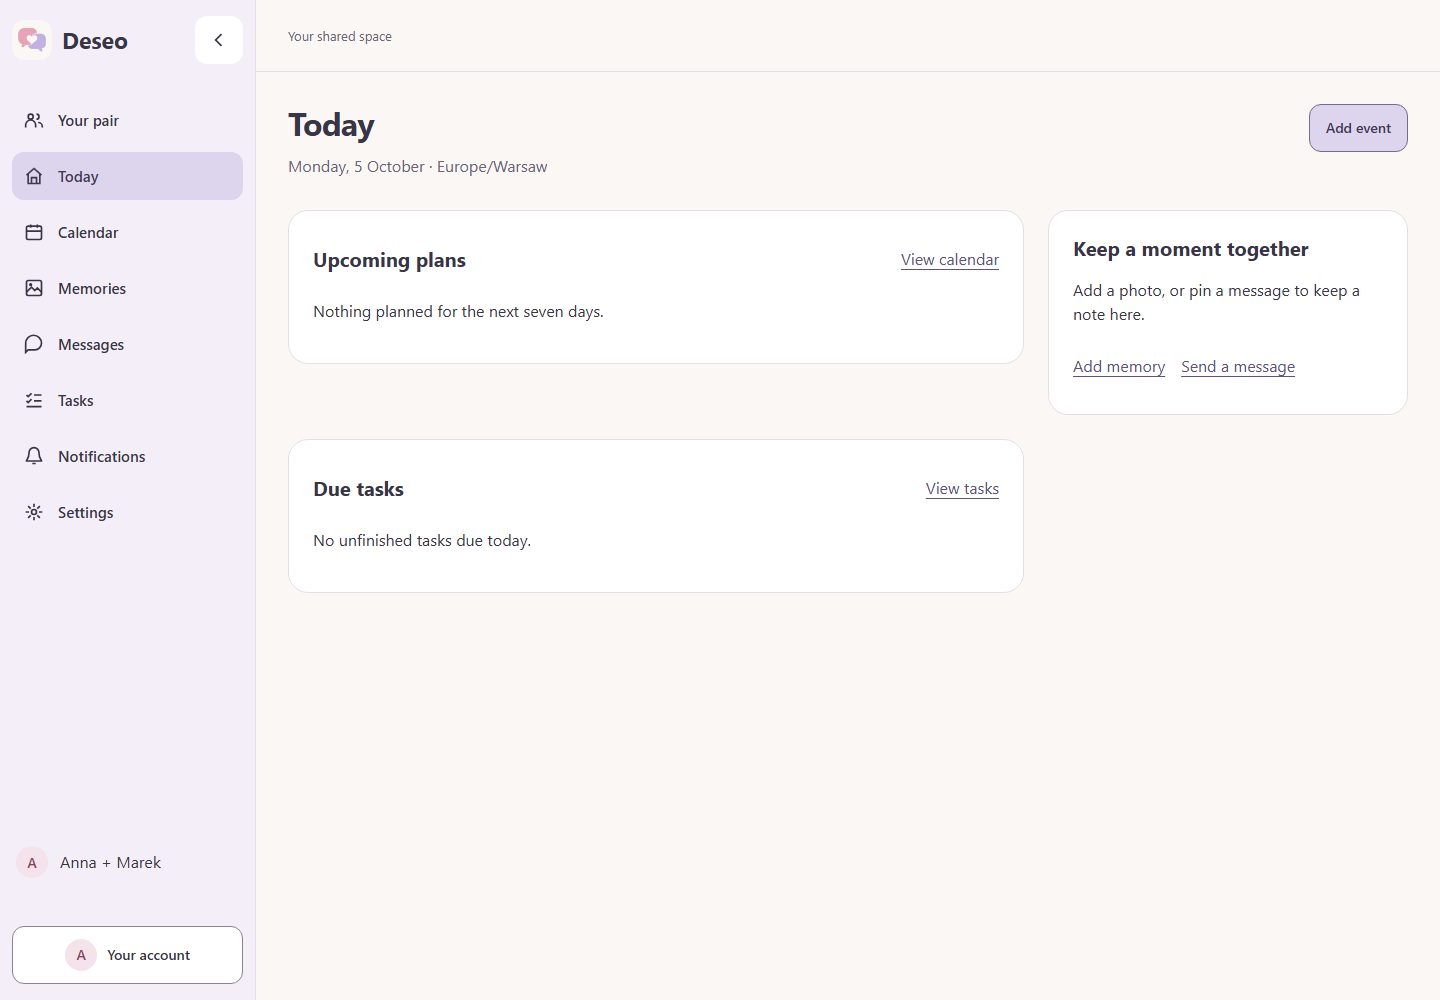 Deseo
Your pair
Today
Calendar
Memories
Messages
Tasks
Notifications
Settings
A
Anna + Marek
A
Your account
Your shared space
Today
Monday, 5 October · Europe/Warsaw
Add event
Upcoming plans
View calendar
Nothing planned for the next seven days.
Keep a moment together
Add a photo, or pin a message to keep a
note here.
Add memory
Send a message
Due tasks
View tasks
No unfinished tasks due today.